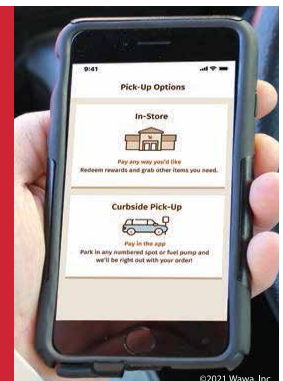 9:41
Pick-Up Options
In-Store
Pay any way you'd like
Redeem rewards and grab other items you need.
Curbside Pick-Up
Pay in the app
Park in any numbered spot or fuel pump and
we'll be right out with your order!
©2021 Wawa, Inc.